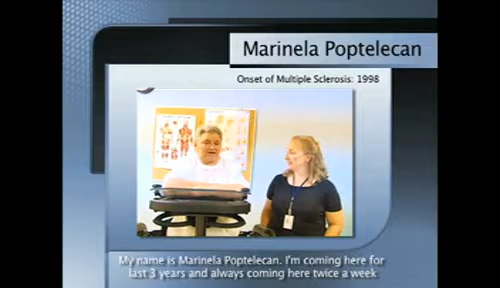 Marinela Poptelecan
Onset of Multiple Sclerosis: 1998
My name is Marinela Poptelecan. I'm coming here for
last 3 years and always coming here twice a week